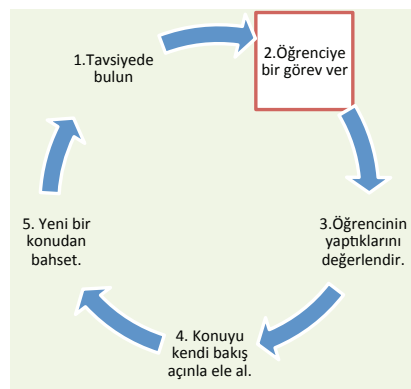 1.Tavsiyede
bulun
2.Öğrenciye
bir görev ver
3.Öğrencinin
yaptıklarını
değerlendir.
4. Konuyu
kendi bakış
açınla ele al.
5. Yeni bir
konudan
bahset.